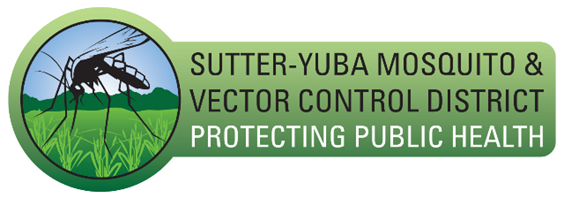 SUTTER-YUBA MOSQUITO &
VECTOR CONTROL DISTRICT
PROTECTING PUBLIC HEALTH